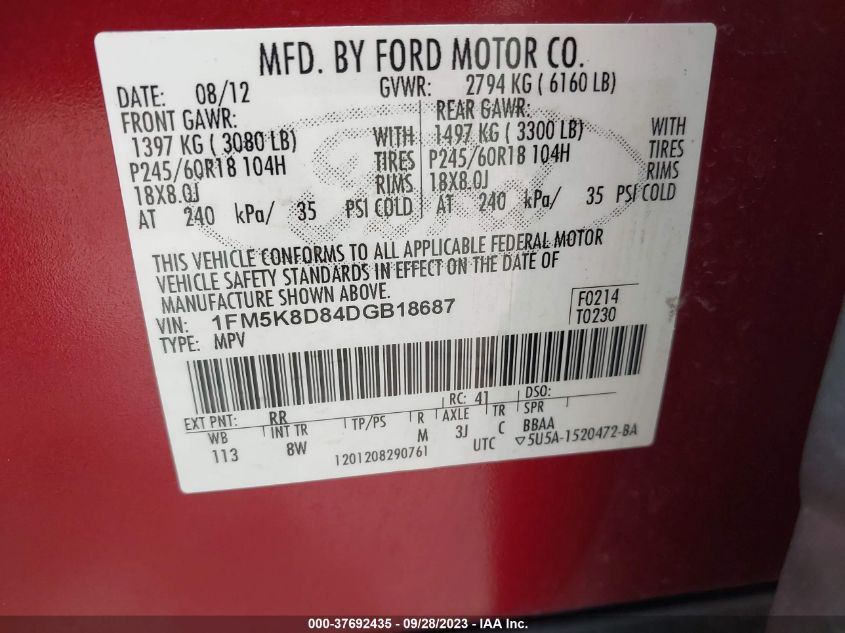 MFD. BY FORD MOTOR CO.
DATE: 08/12 GVWR: 2794 KG ( 6160 LB)
FRONT GAWR: REAR GAWR:
1397 KG ( 3080 LB) WITH 1497 KG ( 3300 LB) WITH
P245/60R18 104H TIRES P245/60R18 104H TIRES
18X8.0J RIMS 18X8.0J RIMS
AT 240 kPa/ 35 PSI COLD AT 240 kPa/ 35 PSI COLD
THIS VEHICLE CONFORMS TO ALL APPLICABLE FEDERAL MOTOR
VEHICLE SAFETY STANDARDS IN EFFECT ON THE DATE OF
MANUFACTURE SHOWN ABOVE.
VIN: 1FM5K8D84DGB18687 F0214
TYPE: MPV T0230
EXT PNT: RR RC: 41 DSO:
WB INT TR TP/PS R AXLE TR SPR
113 8W M 3J C BBAA
1201208290761 UTC ▽5U5A-1520472-BA
000-37692435 - 09/28/2023 - IAA Inc.